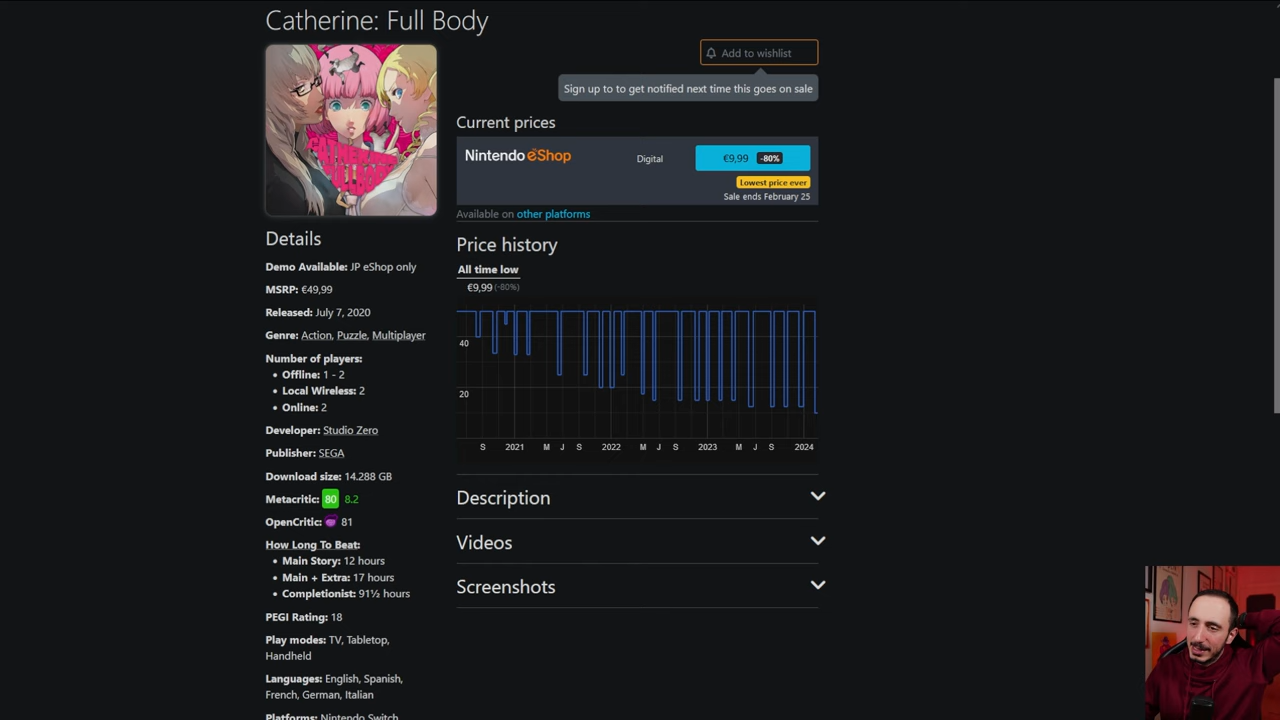 Catherine: Full Body
Add to wishlist
Sign up to to get notified next time this goes on sale
Current prices
Nintendo eShop
Digital
€9,99 -80%
Lowest price ever
Sale ends February 25
Available on other platforms
Price history
All time low
€9,99 (-80%)
40
20
S 2021 M J S 2022 M J S 2023 M J S 2024
Description
Videos
Screenshots
CATHERINE
FULL BODY
Details
Demo Available: JP eShop only
MSRP: €49,99
Released: July 7, 2020
Genre: Action, Puzzle, Multiplayer
Number of players:
• Offline: 1 - 2
• Local Wireless: 2
• Online: 2
Developer: Studio Zero
Publisher: SEGA
Download size: 14.288 GB
Metacritic: 80 8.2
OpenCritic: 81
How Long To Beat:
• Main Story: 12 hours
• Main + Extra: 17 hours
• Completionist: 91½ hours
PEGI Rating: 18
Play modes: TV, Tabletop,
Handheld
Languages: English, Spanish,
French, German, Italian
Platforms: Nintendo Switch